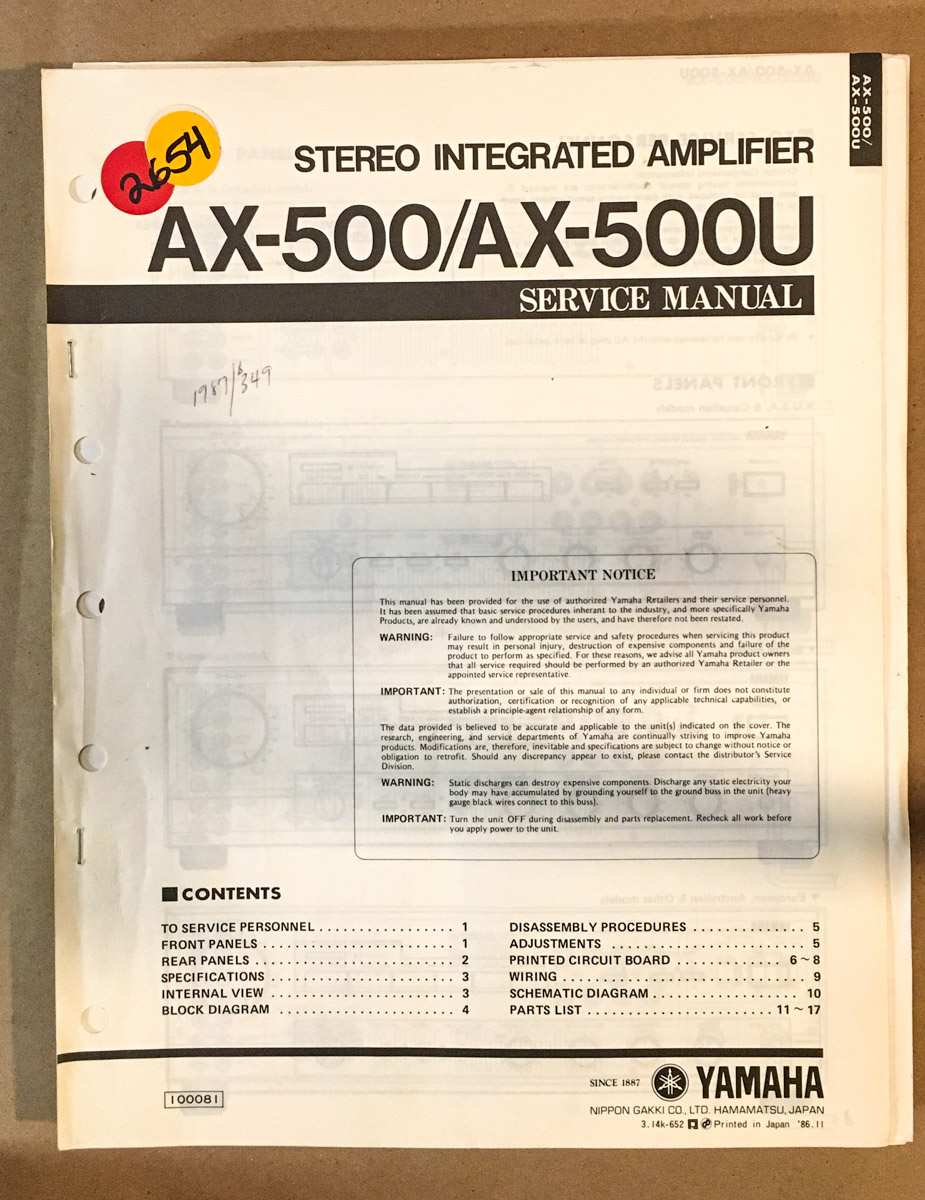 AX-500/
AX-500U
2654
STEREO INTEGRATED AMPLIFIER
AX-500/AX-500U
SERVICE MANUAL
1987/349
IMPORTANT NOTICE
This manual has been provided for the use of authorized Yamaha Retailers and their service personnel.
It has been assumed that basic service procedures inherant to the industry, and more specifically Yamaha
Products, are already known and understood by the users, and have therefore not been restated.
WARNING: Failure to follow appropriate service and safety procedures when servicing this product
may result in personal injury, destruction of expensive components and failure of the
product to perform as specified. For these reasons, we advise all Yamaha product owners
that all service required should be performed by an authorized Yamaha Retailer or the
appointed service representative.
IMPORTANT: The presentation or sale of this manual to any individual or firm does not constitute
authorization, certification or recognition of any applicable technical capabilities, or
establish a principle-agent relationship of any form.
The data provided is believed to be accurate and applicable to the unit(s) indicated on the cover. The
research, engineering, and service departments of Yamaha are continually striving to improve Yamaha
products. Modifications are, therefore, inevitable and specifications are subject to change without notice or
obligation to retrofit. Should any discrepancy appear to exist, please contact the distributor's Service
Division.
WARNING: Static discharges can destroy expensive components. Discharge any static electricity your
body may have accumulated by grounding yourself to the ground buss in the unit (heavy
gauge black wires connect to this buss).
IMPORTANT: Turn the unit OFF during disassembly and parts replacement. Recheck all work before
you apply power to the unit.
■ CONTENTS
TO SERVICE PERSONNEL . . . . . . . . . . . . . . . . . 1
FRONT PANELS . . . . . . . . . . . . . . . . . . . . . . . . 1
REAR PANELS . . . . . . . . . . . . . . . . . . . . . . . . . 2
SPECIFICATIONS . . . . . . . . . . . . . . . . . . . . . . . 3
INTERNAL VIEW . . . . . . . . . . . . . . . . . . . . . . . 3
BLOCK DIAGRAM . . . . . . . . . . . . . . . . . . . . . . 4
DISASSEMBLY PROCEDURES . . . . . . . . . . . . . . 5
ADJUSTMENTS . . . . . . . . . . . . . . . . . . . . . . . . 5
PRINTED CIRCUIT BOARD . . . . . . . . . . . . . 6~8
WIRING . . . . . . . . . . . . . . . . . . . . . . . . . . . . . . 9
SCHEMATIC DIAGRAM . . . . . . . . . . . . . . . . . . 10
PARTS LIST . . . . . . . . . . . . . . . . . . . . . . . 11~17
SINCE 1887 YAMAHA
NIPPON GAKKI CO., LTD. HAMAMATSU, JAPAN
100081
3.14k-652 Printed in Japan '86.11